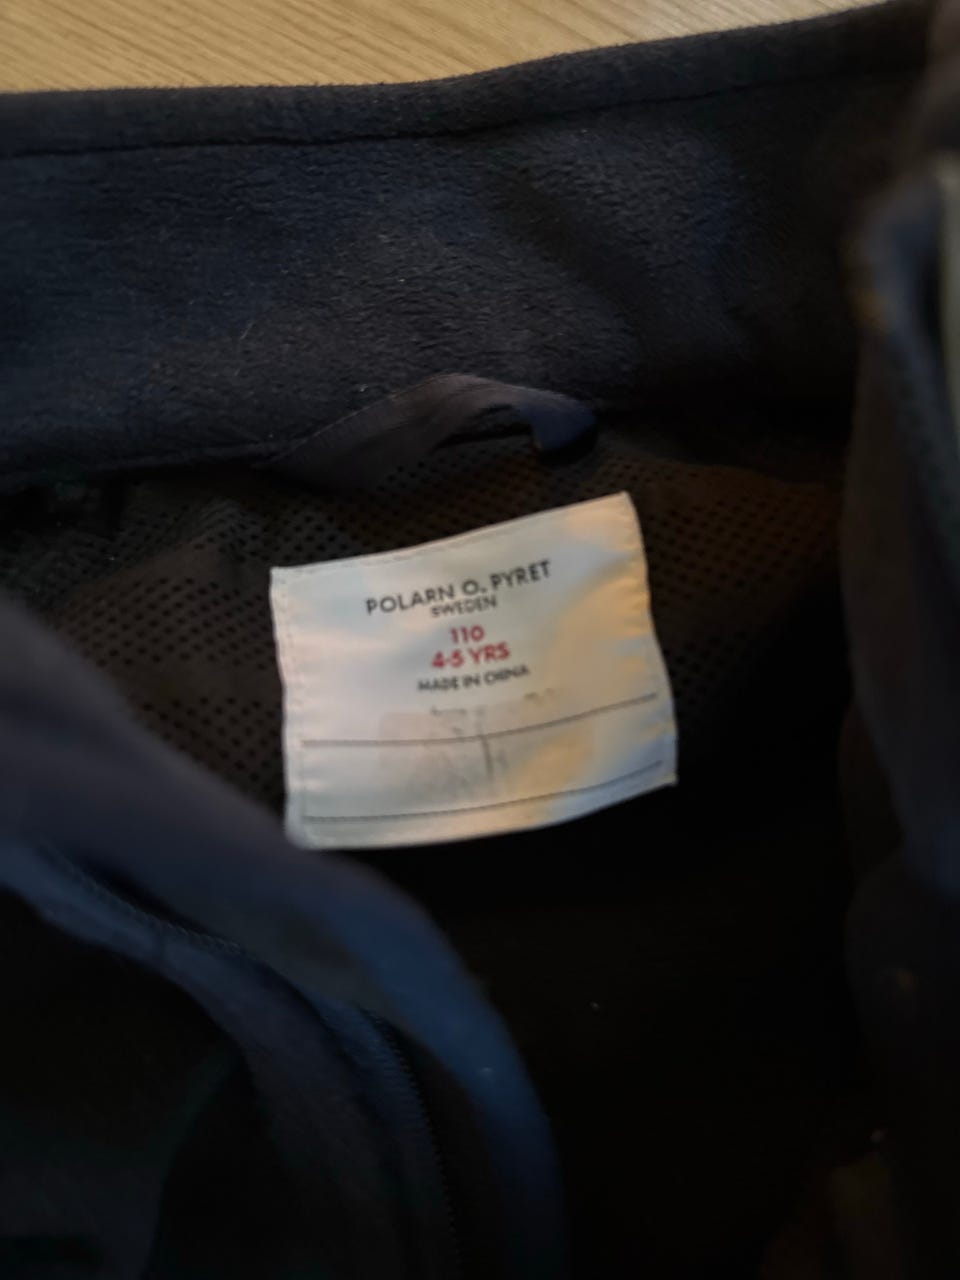 POLARN O. PYRET
SWEDEN
110
4-5 YRS
MADE IN CHINA